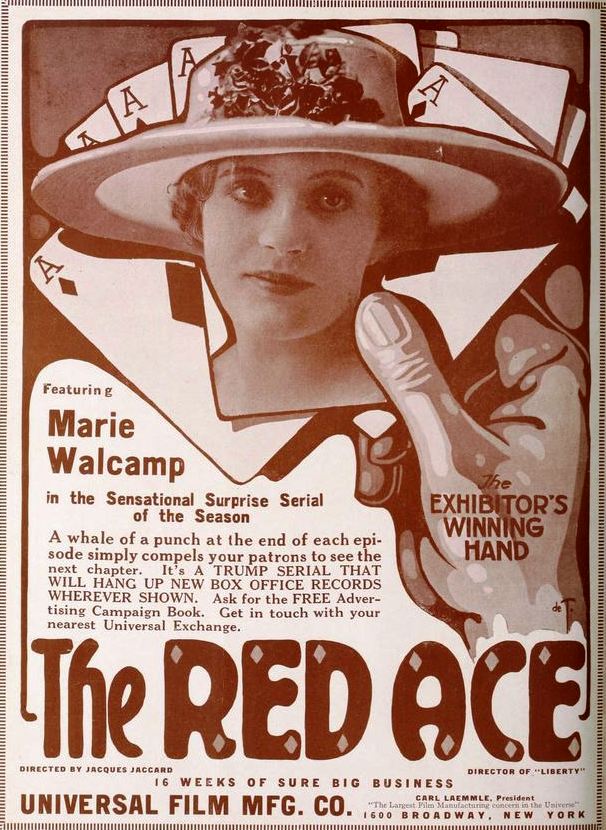 A
A
A
A
A
Featuring
Marie
Walcamp
in the Sensational Surprise Serial
of the Season
A whale of a punch at the end of each epi-
sode simply compels your patrons to see the
next chapter. It's A TRUMP SERIAL THAT
WILL HANG UP NEW BOX OFFICE RECORDS
WHEREVER SHOWN. Ask for the FREE Adver-
tising Campaign Book. Get in touch with your
nearest Universal Exchange.
The
EXHIBITOR'S
WINNING
HAND
de T.
The RED ACE
DIRECTED BY JACQUES JACCARD
DIRECTOR OF "LIBERTY"
16 WEEKS OF SURE BIG BUSINESS
UNIVERSAL FILM MFG. CO.
CARL LAEMMLE, President
"The Largest Film Manufacturing concern in the Universe"
1600 BROADWAY, NEW YORK